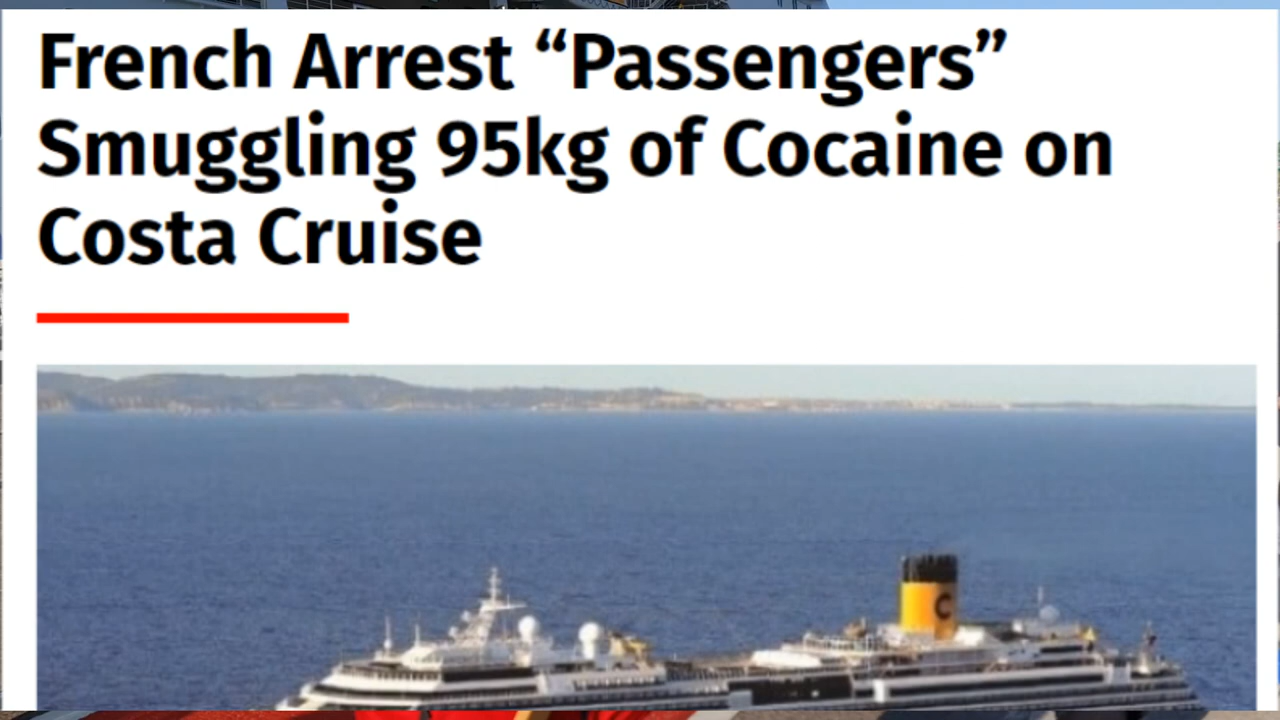 French Arrest “Passengers”
Smuggling 95kg of Cocaine on
Costa Cruise
C